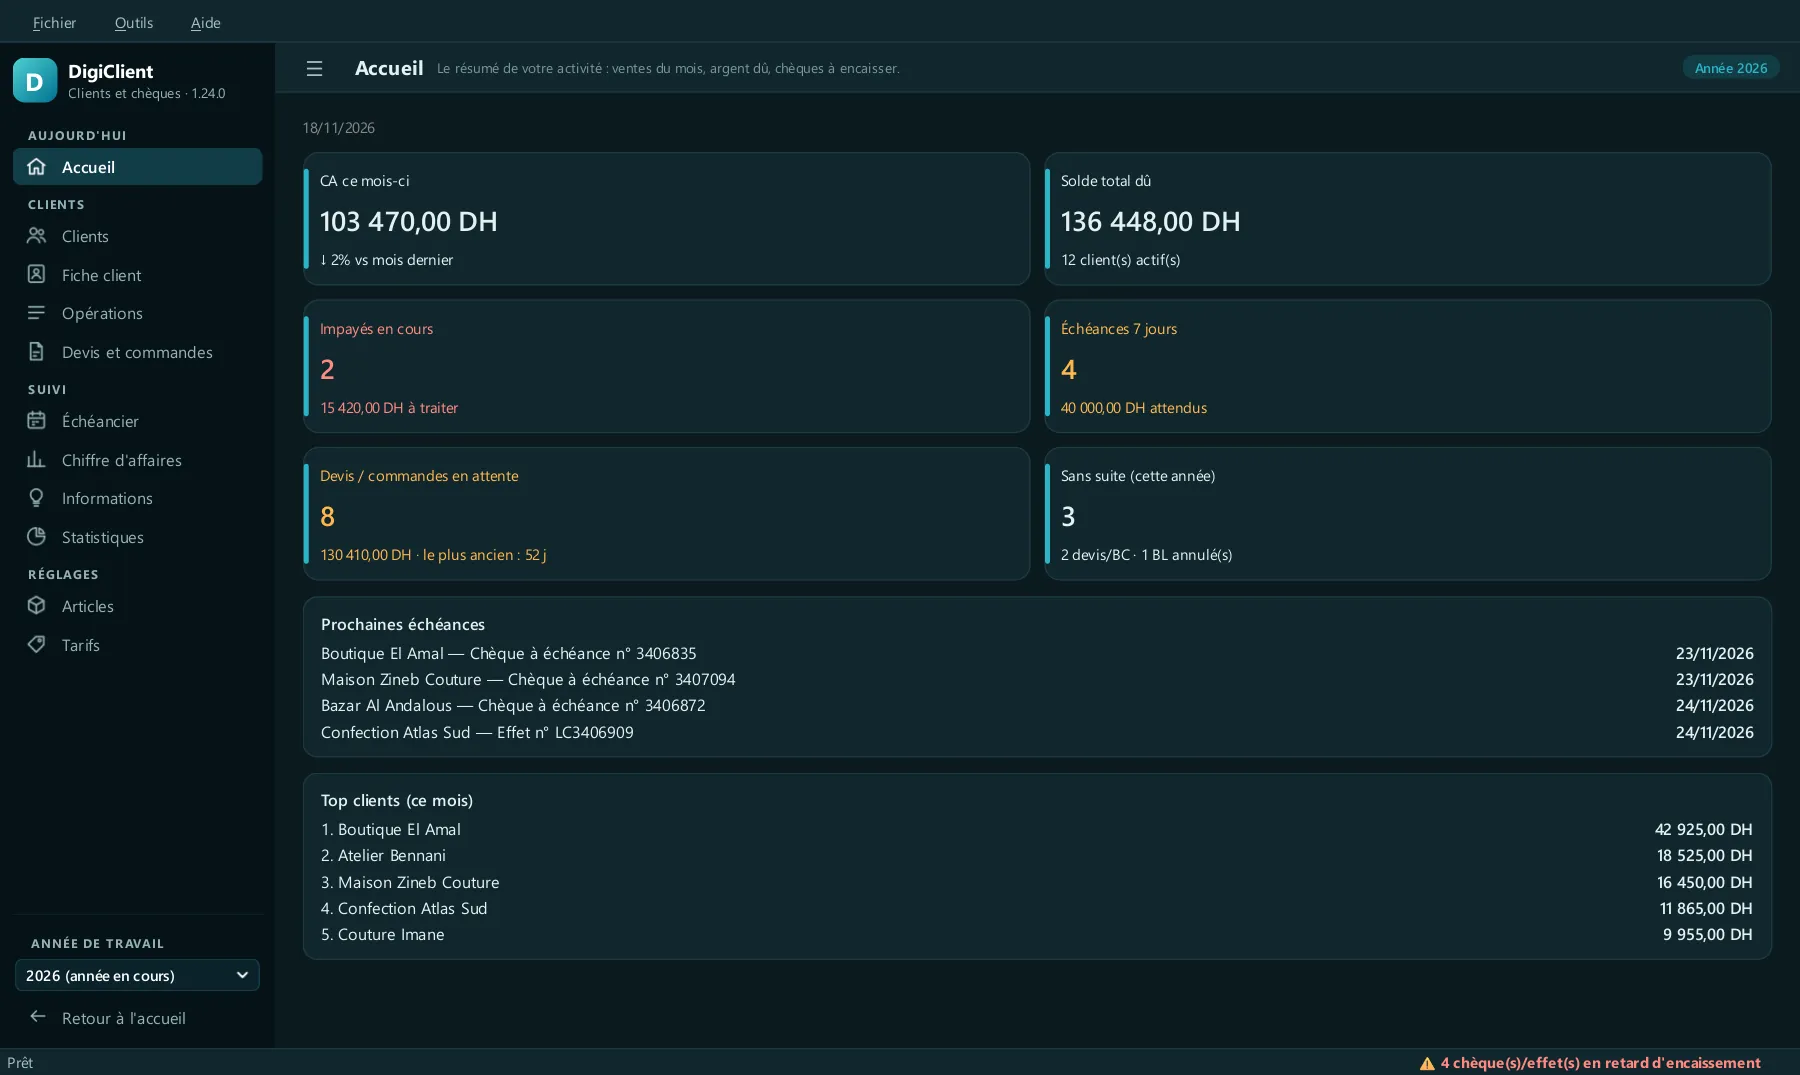 Fichier Outils Aide
D
DigiClient
Clients et chèques · 1.24.0
AUJOURD'HUI
Accueil
CLIENTS
Clients
Fiche client
Opérations
Devis et commandes
SUIVI
Échéancier
Chiffre d'affaires
Informations
Statistiques
RÉGLAGES
Articles
Tarifs
ANNÉE DE TRAVAIL
2026 (année en cours)
Retour à l'accueil
Accueil Le résumé de votre activité : ventes du mois, argent dû, chèques à encaisser.
Année 2026
18/11/2026
CA ce mois-ci
103 470,00 DH
↓ 2% vs mois dernier
Solde total dû
136 448,00 DH
12 client(s) actif(s)
Impayés en cours
2
15 420,00 DH à traiter
Échéances 7 jours
4
40 000,00 DH attendus
Devis / commandes en attente
8
130 410,00 DH · le plus ancien : 52 j
Sans suite (cette année)
3
2 devis/BC · 1 BL annulé(s)
Prochaines échéances
Boutique El Amal — Chèque à échéance n° 3406835 23/11/2026
Maison Zineb Couture — Chèque à échéance n° 3407094 23/11/2026
Bazar Al Andalous — Chèque à échéance n° 3406872 24/11/2026
Confection Atlas Sud — Effet n° LC3406909 24/11/2026
Top clients (ce mois)
1. Boutique El Amal 42 925,00 DH
2. Atelier Bennani 18 525,00 DH
3. Maison Zineb Couture 16 450,00 DH
4. Confection Atlas Sud 11 865,00 DH
5. Couture Imane 9 955,00 DH
Prêt
⚠ 4 chèque(s)/effet(s) en retard d'encaissement